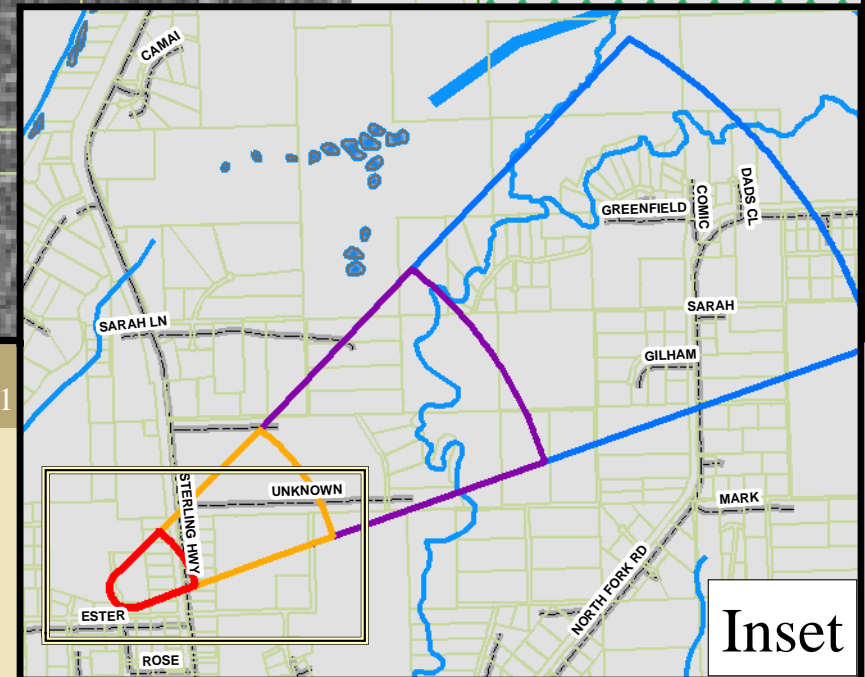 CAMAI
DADS CL
COMIC
GREENFIELD
SARAH
SARAH LN
GILHAM
1
STERLING HWY
UNKNOWN
MARK
NORTH FORK RD
ESTER
ROSE
Inset